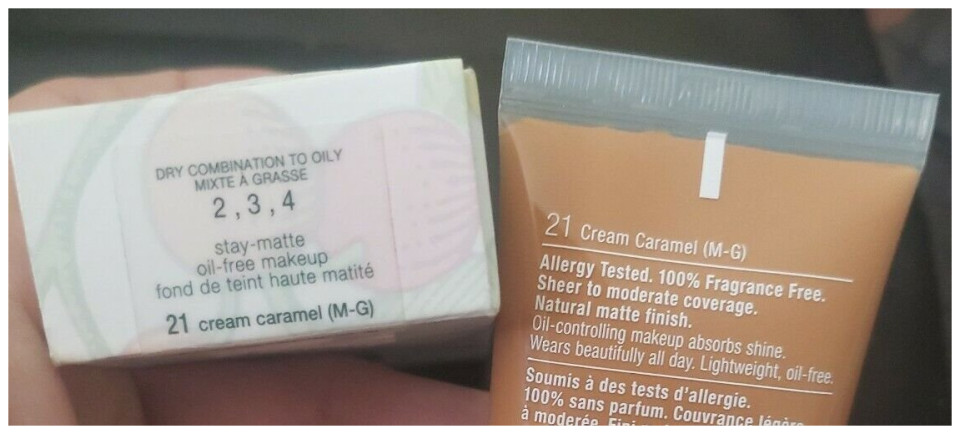 DRY COMBINATION TO OILY
MIXTE À GRASSE
2 , 3 , 4
stay-matte
oil-free makeup
fond de teint haute matité
21 cream caramel (M-G)
21 Cream Caramel (M-G)
Allergy Tested. 100% Fragrance Free.
Sheer to moderate coverage.
Natural matte finish.
Oil-controlling makeup absorbs shine.
Wears beautifully all day. Lightweight, oil-free.
Soumis à des tests d'allergie.
100% sans parfum. Couvrance légère
à moderée.